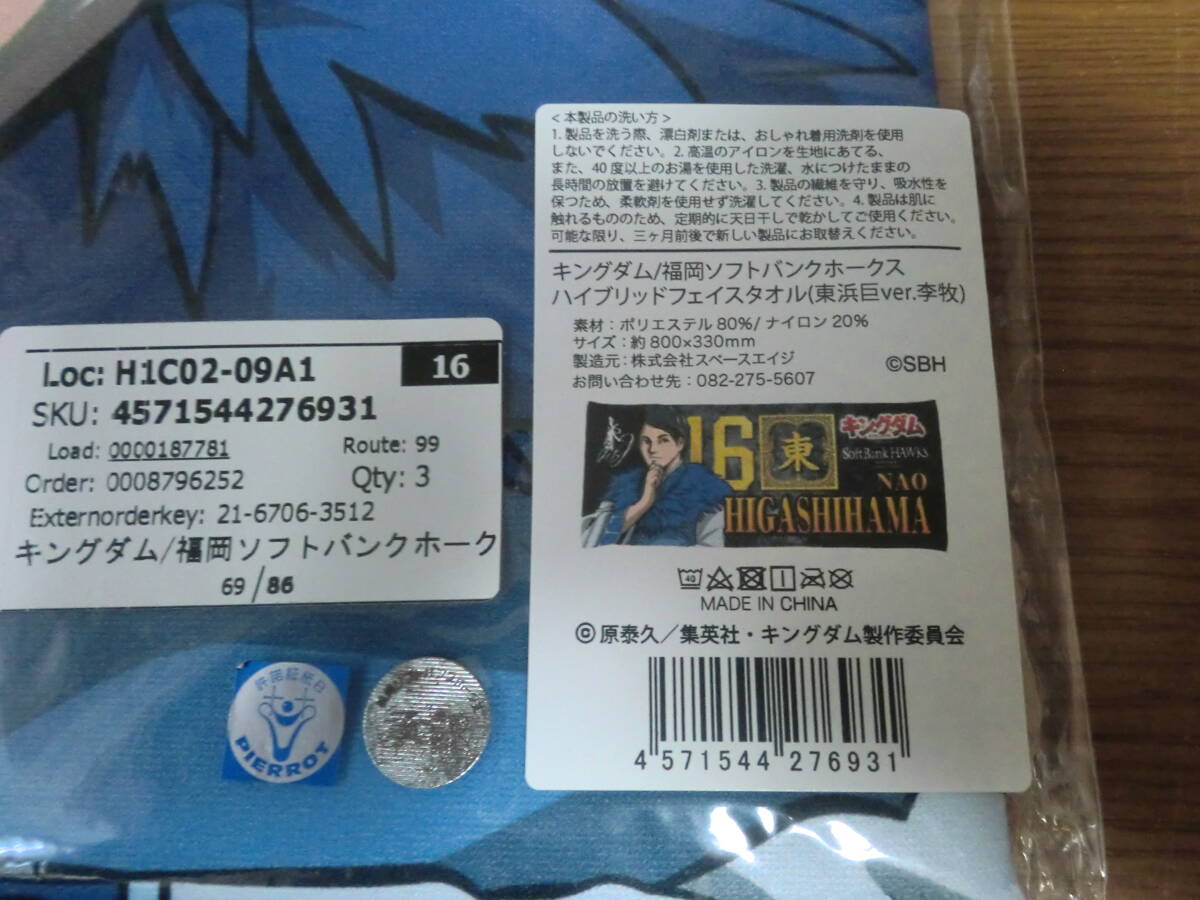 ＜本製品の洗い方＞
1. 製品を洗う際、漂白剤または、おしゃれ着用洗剤を使用
しないでください。2. 高温のアイロンを生地にあてる、
また、40度以上のお湯を使用した洗濯、水につけたままの
長時間の放置を避けてください。3. 製品の繊維を守り、吸水性を
保つため、柔軟剤を使用せず洗濯してください。4. 製品は肌に
触れるもののため、定期的に天日干しで乾かしてご使用ください。
可能な限り、三ヶ月前後で新しい製品にお取替えください。
キングダム/福岡ソフトバンクホークス
ハイブリッドフェイスタオル(東浜巨ver.李牧)
素材：ポリエステル80%/ ナイロン20%
サイズ：約800×330mm
製造元：株式会社スペースエイジ
お問い合わせ先：082-275-5607
©SBH
16
東
キングダム
SoftBank HAWKS
NAO
HIGASHIHAMA
40
MADE IN CHINA
©原泰久／集英社・キングダム製作委員会
4 571544 276931
Loc: H1C02-09A1
16
SKU: 4571544276931
Load: 0000187781
Route: 99
Order: 0008796252
Qty: 3
Externorderkey: 21-6706-3512
キングダム/福岡ソフトバンクホーク
69 / 86
許諾証紙B
PIERROT